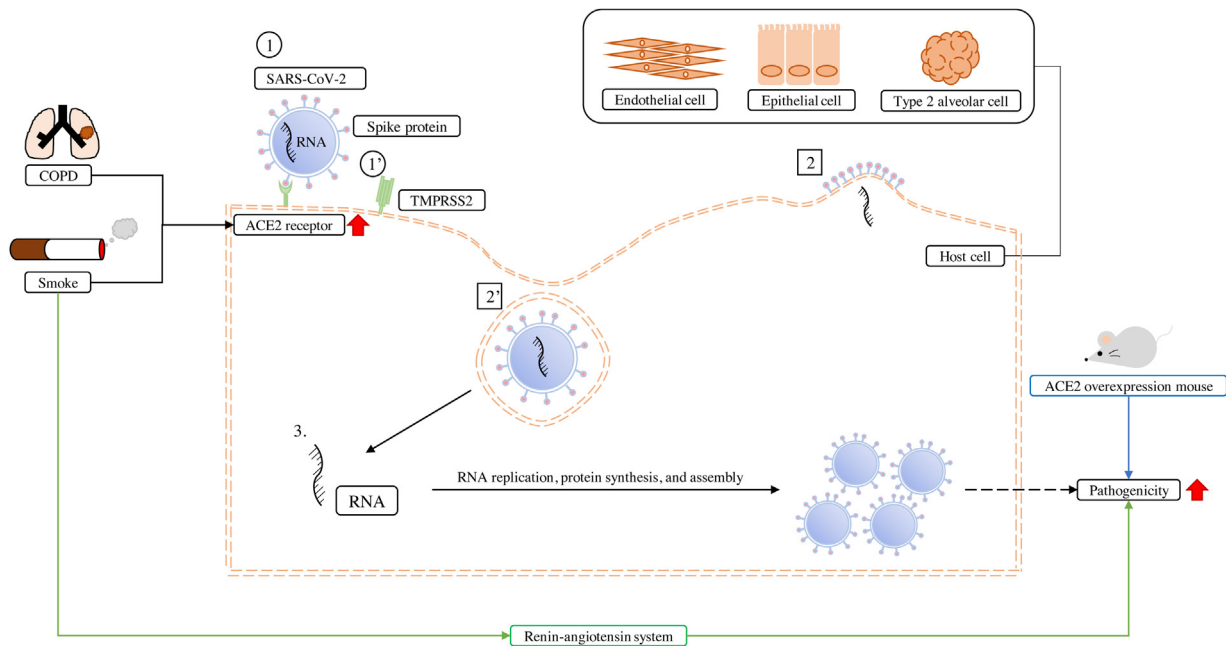 1
SARS-CoV-2
RNA
Spike protein
1'
TMPRSS2
COPD
ACE2 receptor
Smoke
Endothelial cell
Epithelial cell
Type 2 alveolar cell
2
Host cell
2'
ACE2 overexpression mouse
3.
RNA
RNA replication, protein synthesis, and assembly
Pathogenicity
Renin-angiotensin system